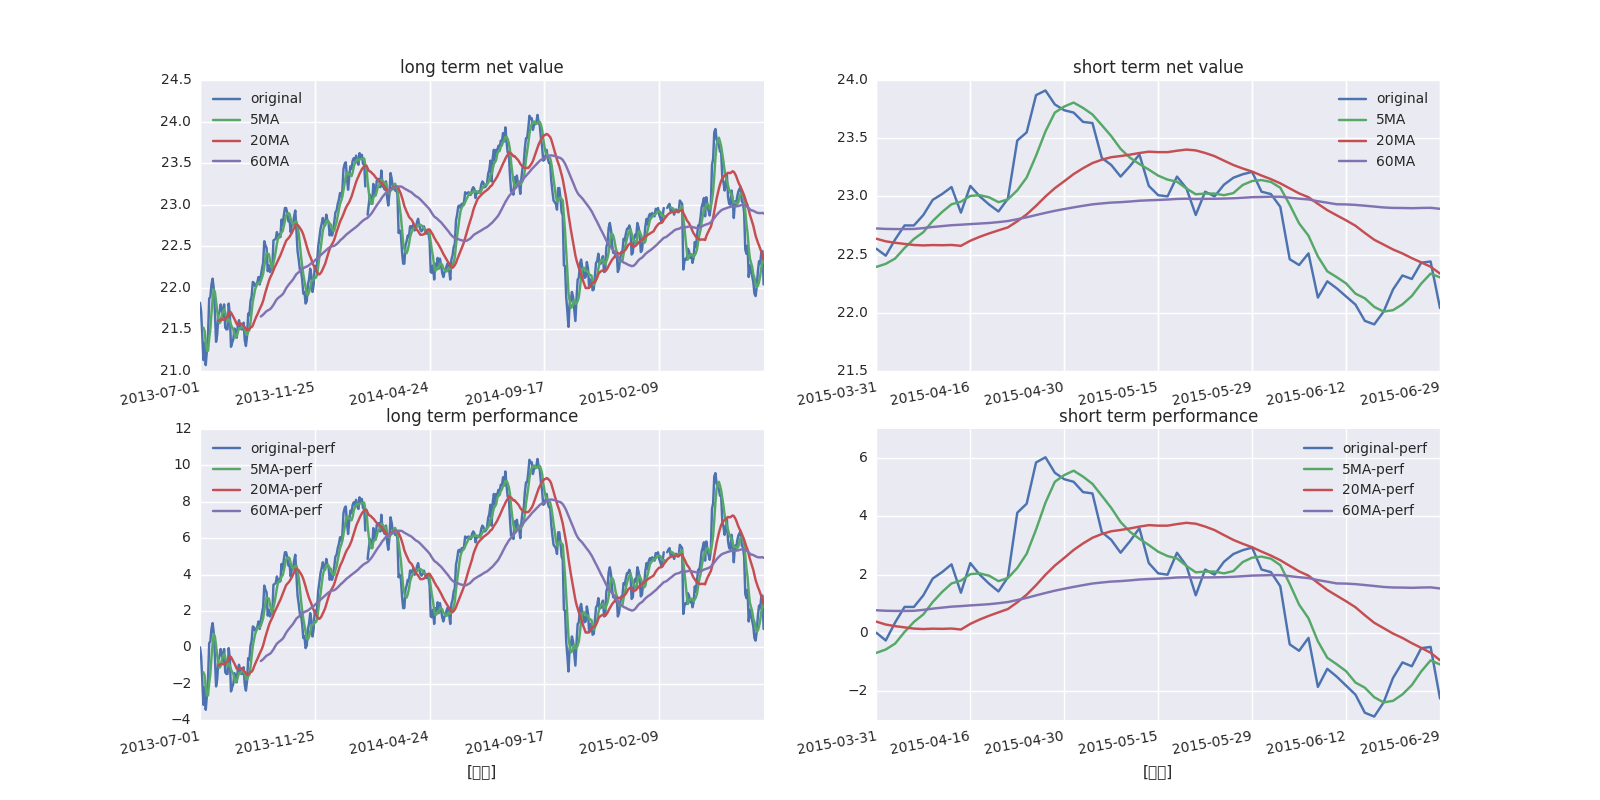 long term net value
24.5
24.0
23.5
23.0
22.5
22.0
21.5
21.0
original
5MA
20MA
60MA
2013-07-01
2013-11-25
2014-04-24
2014-09-17
2015-02-09
short term net value
24.0
23.5
23.0
22.5
22.0
21.5
original
5MA
20MA
60MA
2015-03-31
2015-04-16
2015-04-30
2015-05-15
2015-05-29
2015-06-12
2015-06-29
long term performance
12
10
8
6
4
2
0
−2
−4
original-perf
5MA-perf
20MA-perf
60MA-perf
2013-07-01
2013-11-25
2014-04-24
2014-09-17
2015-02-09
short term performance
6
4
2
0
−2
original-perf
5MA-perf
20MA-perf
60MA-perf
2015-03-31
2015-04-16
2015-04-30
2015-05-15
2015-05-29
2015-06-12
2015-06-29